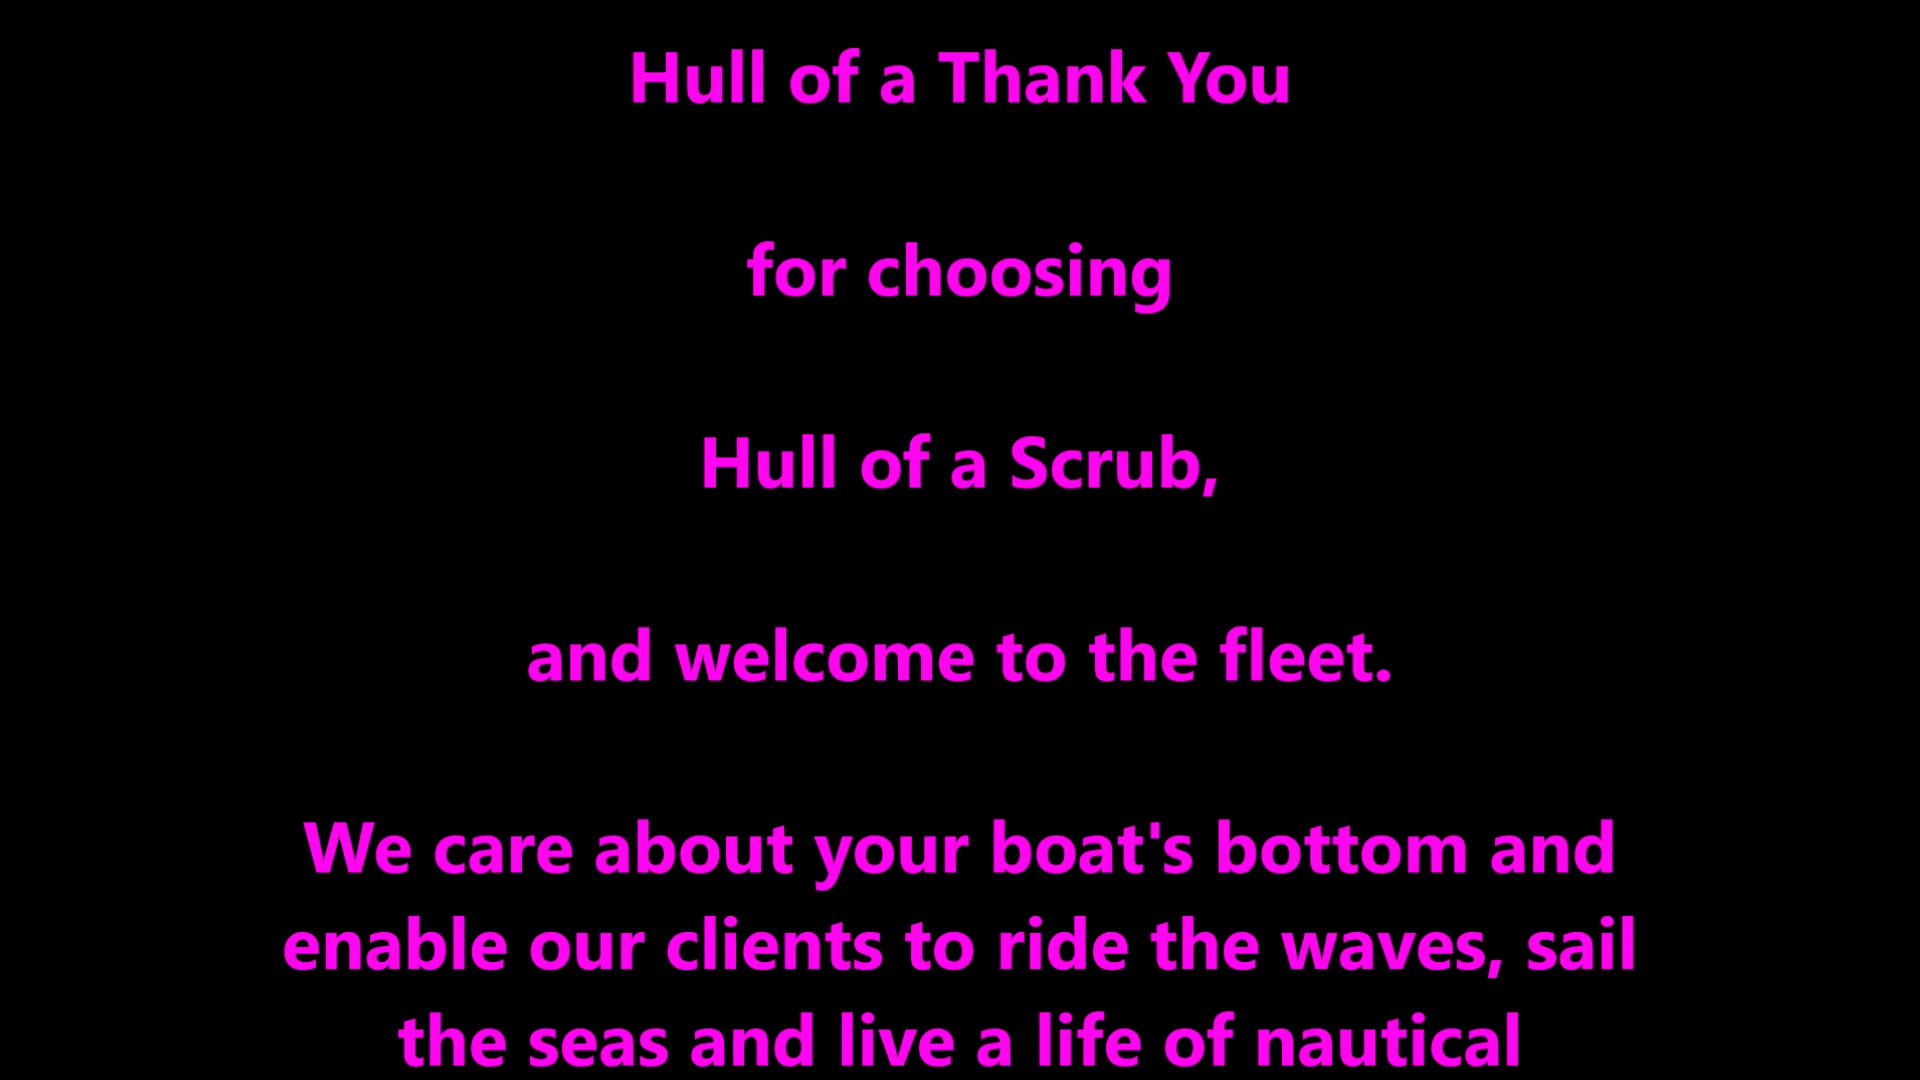 Hull of a Thank You
for choosing
Hull of a Scrub,
and welcome to the fleet.
We care about your boat's bottom and
enable our clients to ride the waves, sail
the seas and live a life of nautical